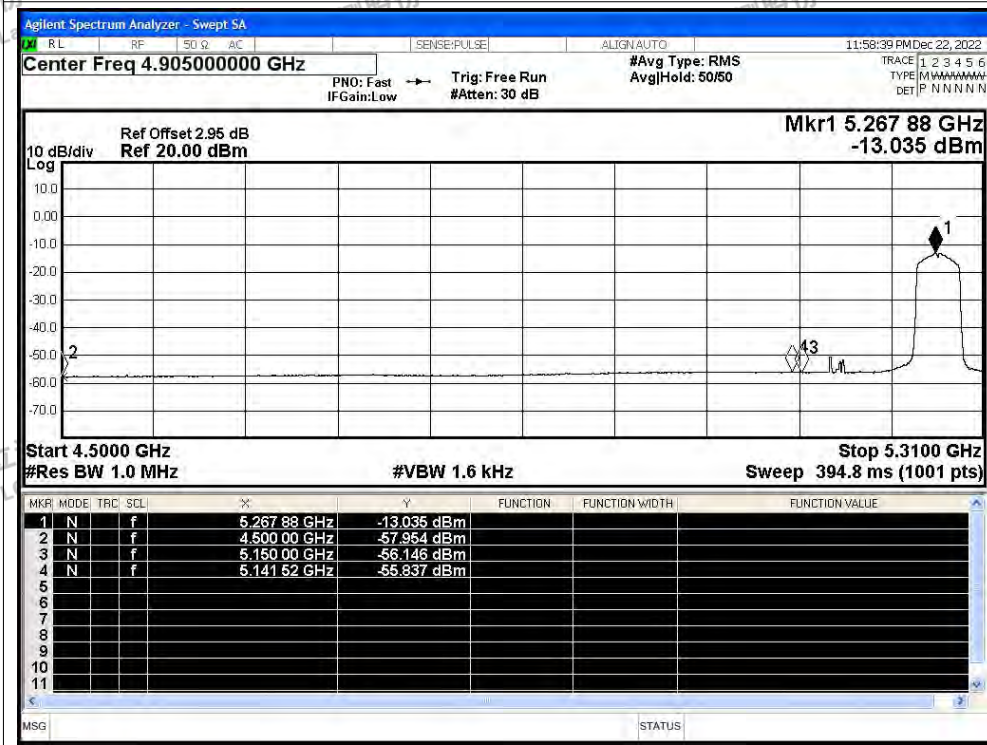 Agilent Spectrum Analyzer - Swept SA
LXI RL RF 50 Ω AC SENSE:PULSE ALIGN AUTO 11:58:39 PM Dec 22, 2022
Center Freq 4.905000000 GHz #Avg Type: RMS TRACE 1 2 3 4 5 6
PNO: Fast Trig: Free Run Avg|Hold: 50/50 TYPE M WWWWW
IFGain:Low #Atten: 30 dB DET P N N N N N
Mkr1 5.267 88 GHz
-13.035 dBm
Ref Offset 2.95 dB
10 dB/div Ref 20.00 dBm
Log
10.0
0.00
-10.0
-20.0
-30.0
-40.0
-50.0
-60.0
-70.0
1
2
43
Start 4.5000 GHz Stop 5.3100 GHz
#Res BW 1.0 MHz #VBW 1.6 kHz Sweep 394.8 ms (1001 pts)
MKR MODE TRC SCL X Y FUNCTION FUNCTION WIDTH FUNCTION VALUE
1 N f 5.267 88 GHz -13.035 dBm
2 N f 4.500 00 GHz -57.954 dBm
3 N f 5.150 00 GHz -56.146 dBm
4 N f 5.141 52 GHz -55.837 dBm
5
6
7
8
9
10
11
MSG STATUS